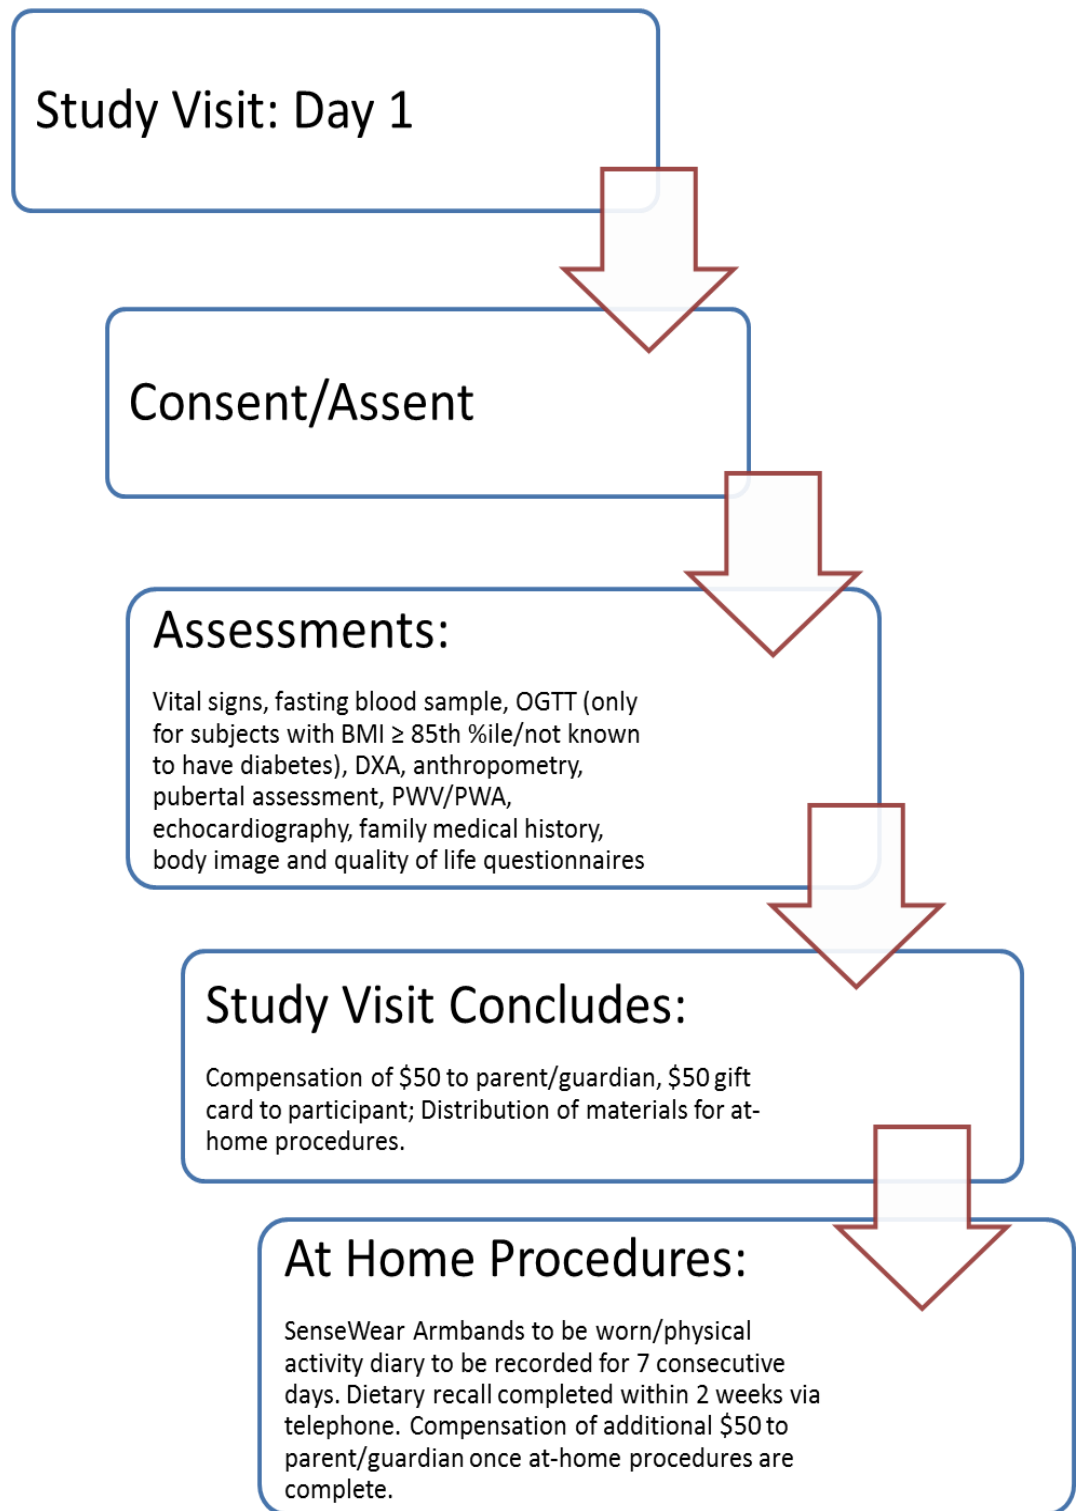 Study Visit: Day 1
Consent/Assent
Assessments:
Vital signs, fasting blood sample, OGTT (only
for subjects with BMI ≥ 85th %ile/not known
to have diabetes), DXA, anthropometry,
pubertal assessment, PWV/PWA,
echocardiography, family medical history,
body image and quality of life questionnaires
Study Visit Concludes:
Compensation of $50 to parent/guardian, $50 gift
card to participant; Distribution of materials for at-
home procedures.
At Home Procedures:
SenseWear Armbands to be worn/physical
activity diary to be recorded for 7 consecutive
days. Dietary recall completed within 2 weeks via
telephone. Compensation of additional $50 to
parent/guardian once at-home procedures are
complete.